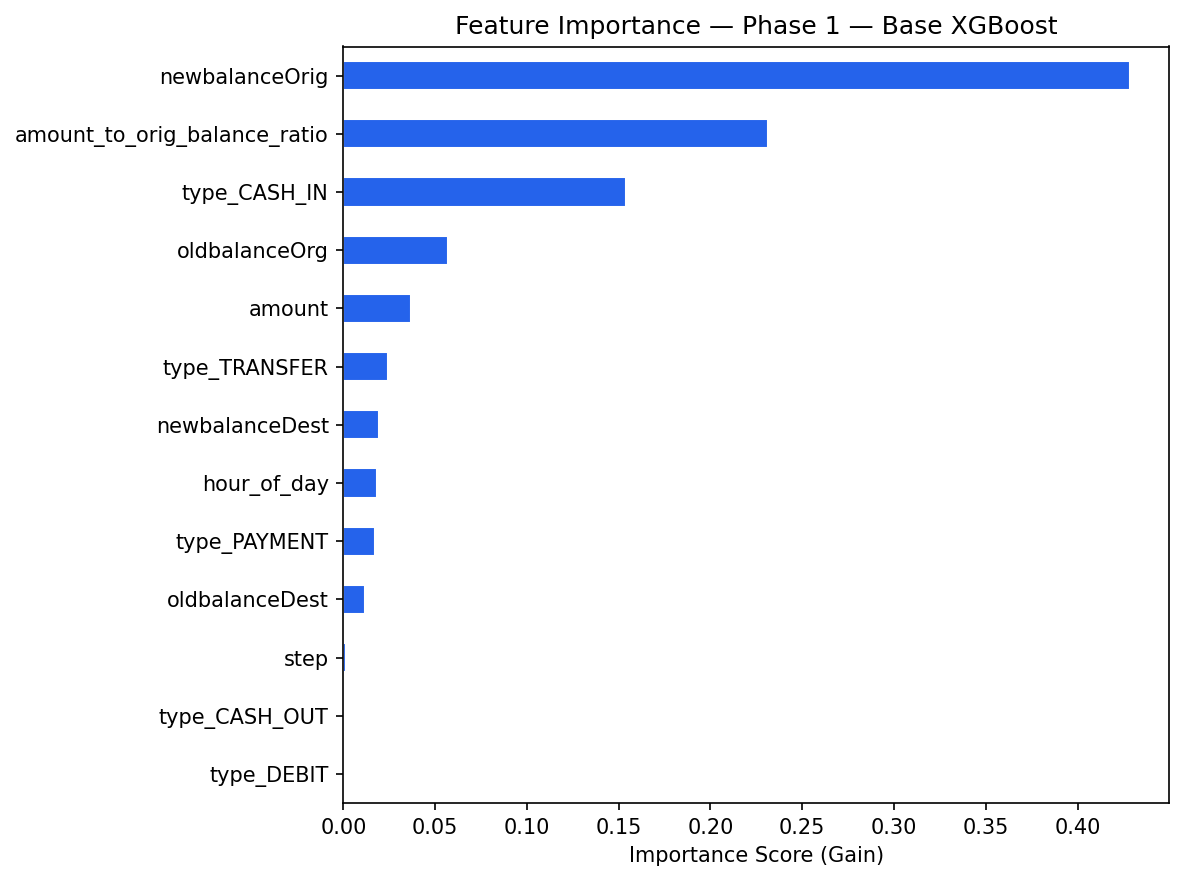 Feature Importance — Phase 1 — Base XGBoost
newbalanceOrig
amount_to_orig_balance_ratio
type_CASH_IN
oldbalanceOrg
amount
type_TRANSFER
newbalanceDest
hour_of_day
type_PAYMENT
oldbalanceDest
step
type_CASH_OUT
type_DEBIT
0.00 0.05 0.10 0.15 0.20 0.25 0.30 0.35 0.40
Importance Score (Gain)